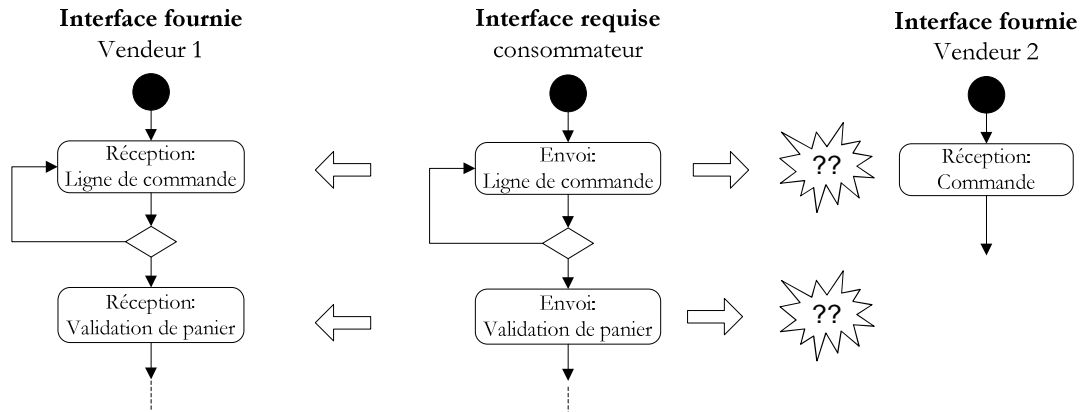 Interface fournie
Vendeur 1
Réception:
Ligne de commande
Réception:
Validation de panier
Interface requise
consommateur
Envoi:
Ligne de commande
Envoi:
Validation de panier
??
??
Interface fournie
Vendeur 2
Réception:
Commande